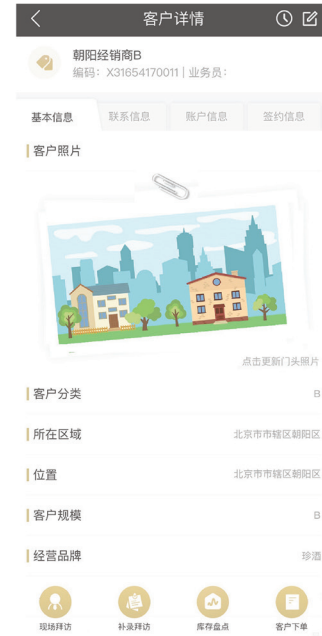 客户详情
朝阳经销商B
编码：X31654170011 | 业务员：
基本信息 联系信息 账户信息 签约信息
客户照片
点击更新门头照片
客户分类 B
所在区域 北京市市辖区朝阳区
位置 北京市市辖区朝阳区
客户规模 B
经营品牌 珍酒
现场拜访 补录拜访 库存盘点 客户下单